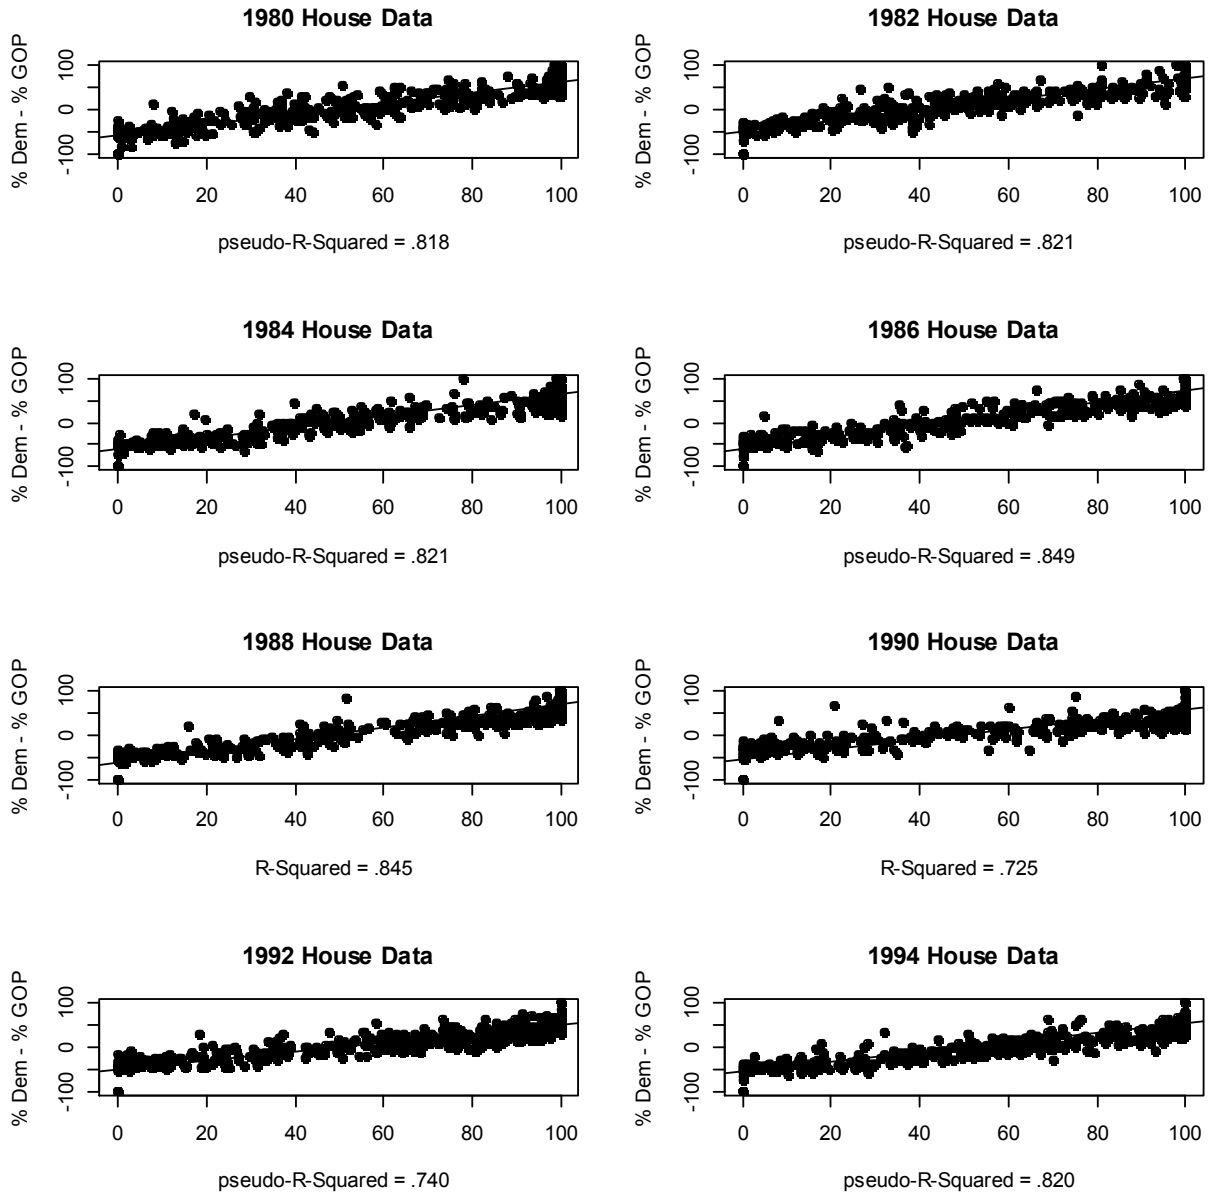 1980 House Data
% Dem - % GOP
100
0
-100
0 20 40 60 80 100
pseudo-R-Squared = .818
1982 House Data
% Dem - % GOP
100
0
-100
0 20 40 60 80 100
pseudo-R-Squared = .821
1984 House Data
% Dem - % GOP
100
0
-100
0 20 40 60 80 100
pseudo-R-Squared = .821
1986 House Data
% Dem - % GOP
100
0
-100
0 20 40 60 80 100
pseudo-R-Squared = .849
1988 House Data
% Dem - % GOP
100
0
-100
0 20 40 60 80 100
R-Squared = .845
1990 House Data
% Dem - % GOP
100
0
-100
0 20 40 60 80 100
R-Squared = .725
1992 House Data
% Dem - % GOP
100
0
-100
0 20 40 60 80 100
pseudo-R-Squared = .740
1994 House Data
% Dem - % GOP
100
0
-100
0 20 40 60 80 100
pseudo-R-Squared = .820